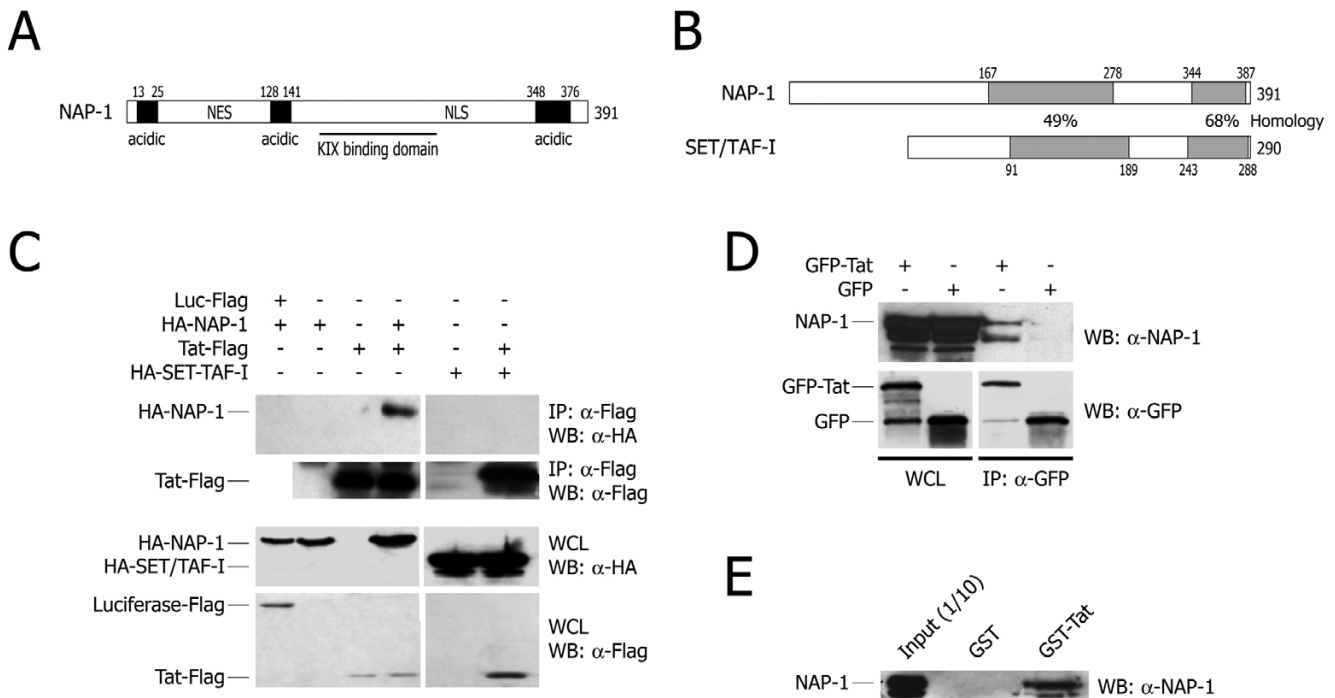 A
13 25 128 141 348 376
NAP-1 NES NLS 391
acidic acidic acidic
KIX binding domain
B
167 278 344 387
NAP-1 391
49% 68% Homology
SET/TAF-I 290
91 189 243 288
C
Luc-Flag + - - - - -
HA-NAP-1 + + - + - -
Tat-Flag - - + + - +
HA-SET-TAF-I - - - - + +
HA-NAP-1 IP: α-Flag
WB: α-HA
Tat-Flag IP: α-Flag
WB: α-Flag
HA-NAP-1 WCL
HA-SET/TAF-I WB: α-HA
Luciferase-Flag
WCL
WB: α-Flag
Tat-Flag
D
GFP-Tat + - + -
GFP - + - +
NAP-1 WB: α-NAP-1
GFP-Tat
WB: α-GFP
GFP
WCL IP: α-GFP
E
Input (1/10) GST GST-Tat
NAP-1 WB: α-NAP-1